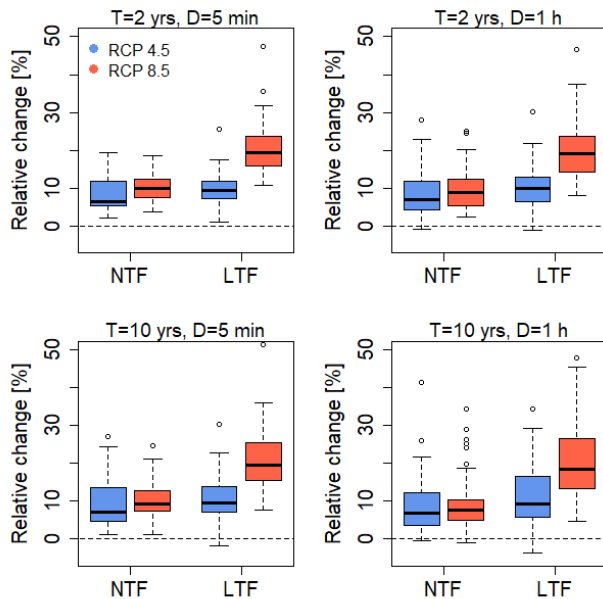 T=2 yrs, D=5 min
Relative change [%]
50
30
10
0
RCP 4.5
RCP 8.5
NTF LTF
T=2 yrs, D=1 h
Relative change [%]
50
30
10
0
NTF LTF
T=10 yrs, D=5 min
Relative change [%]
50
30
10
0
NTF LTF
T=10 yrs, D=1 h
Relative change [%]
50
30
10
0
NTF LTF